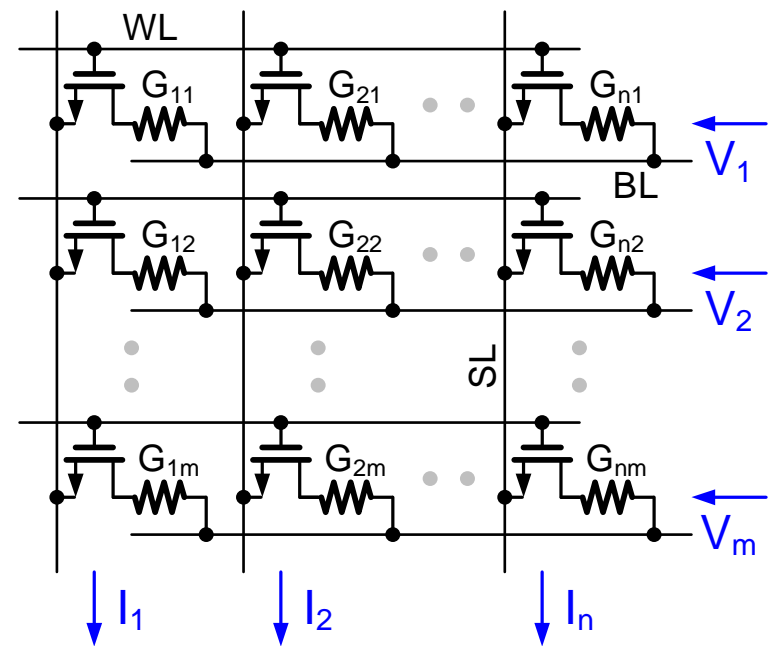 WL
G₁₁ G₂₁ Gₙ₁
V₁
BL
G₁₂ G₂₂ Gₙ₂
V₂
SL
G₁ₘ G₂ₘ Gₙₘ
Vₘ
I₁ I₂ Iₙ